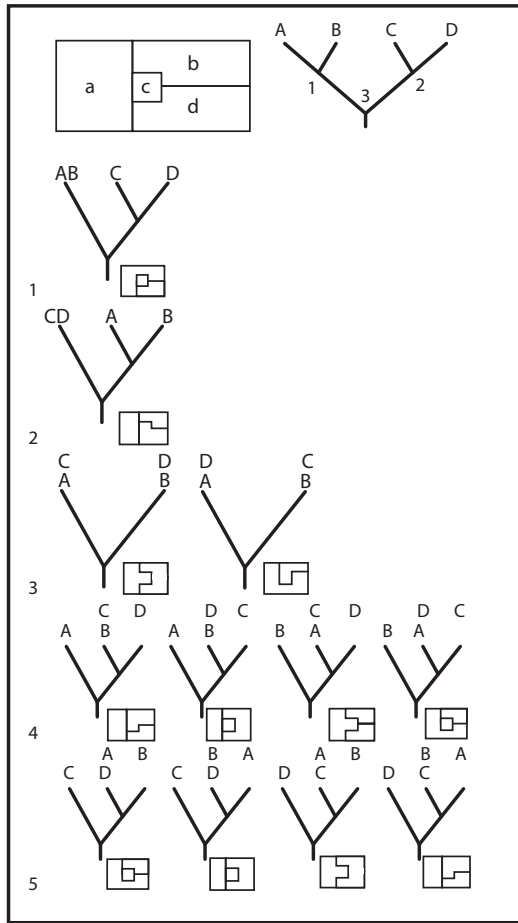 A B C D
a b c d
1 3 2
AB C D
1
CD A B
2
C D D C
A B A B
3
C D D C C D D C
A B A B B A B A
4
A B B A A B B A
C D C D D C D C
5